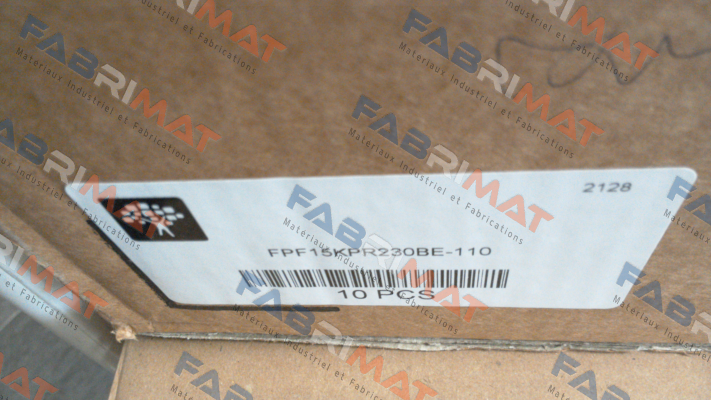 2128
FPF15KPR230BE-110
10 PCS
FABRIMAT
Materiaux Industriel et Fabrications